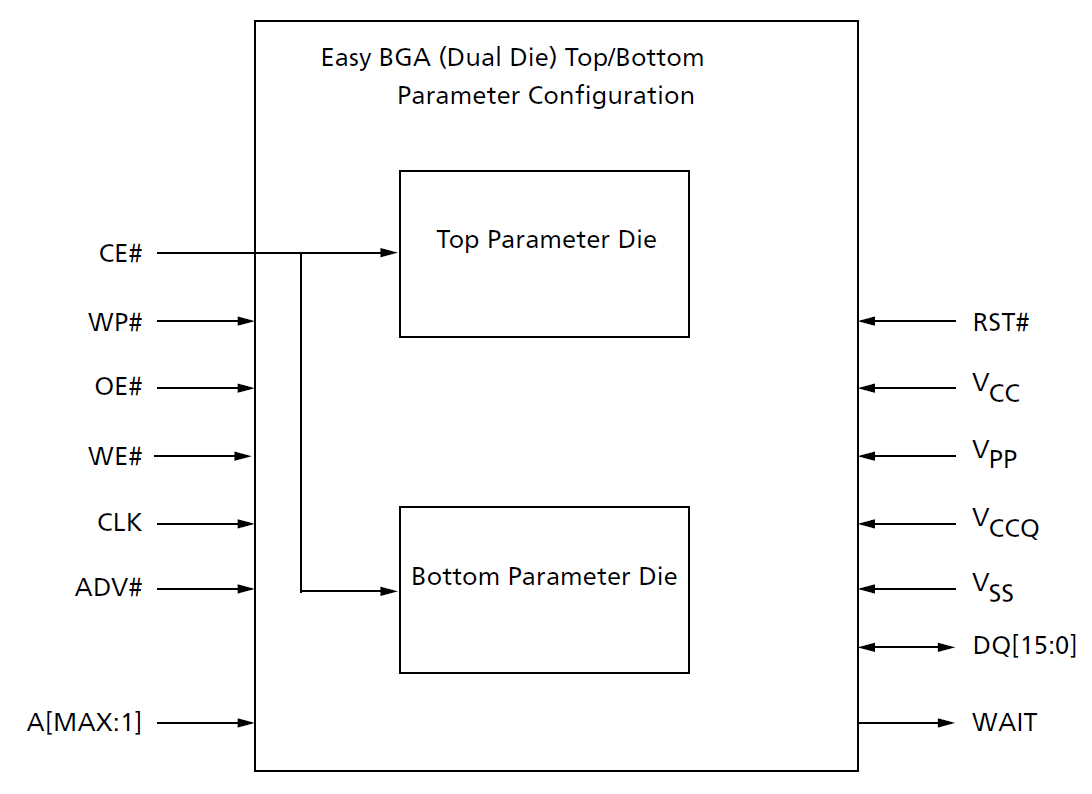 Easy BGA (Dual Die) Top/Bottom
Parameter Configuration
Top Parameter Die
CE#
WP#
RST#
OE#
VCC
WE#
VPP
CLK
VCCQ
Bottom Parameter Die
ADV#
VSS
DQ[15:0]
A[MAX:1]
WAIT